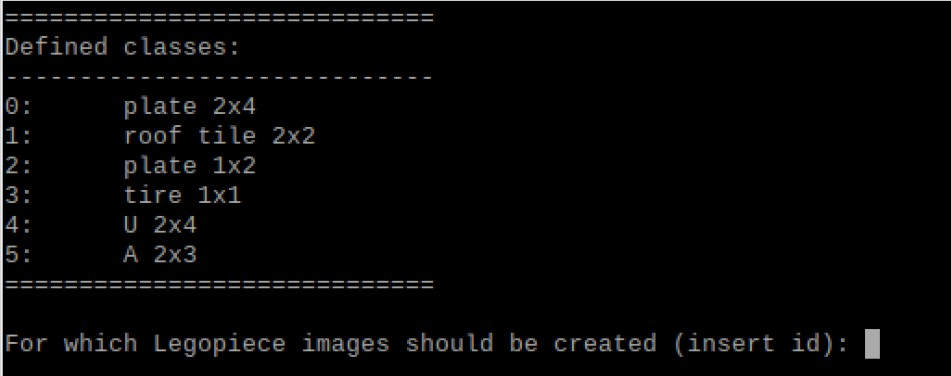 =============================
Defined classes:
-----------------------------
0:      plate 2x4
1:      roof tile 2x2
2:      plate 1x2
3:      tire 1x1
4:      U 2x4
5:      A 2x3
=============================
For which Legopiece images should be created (insert id):